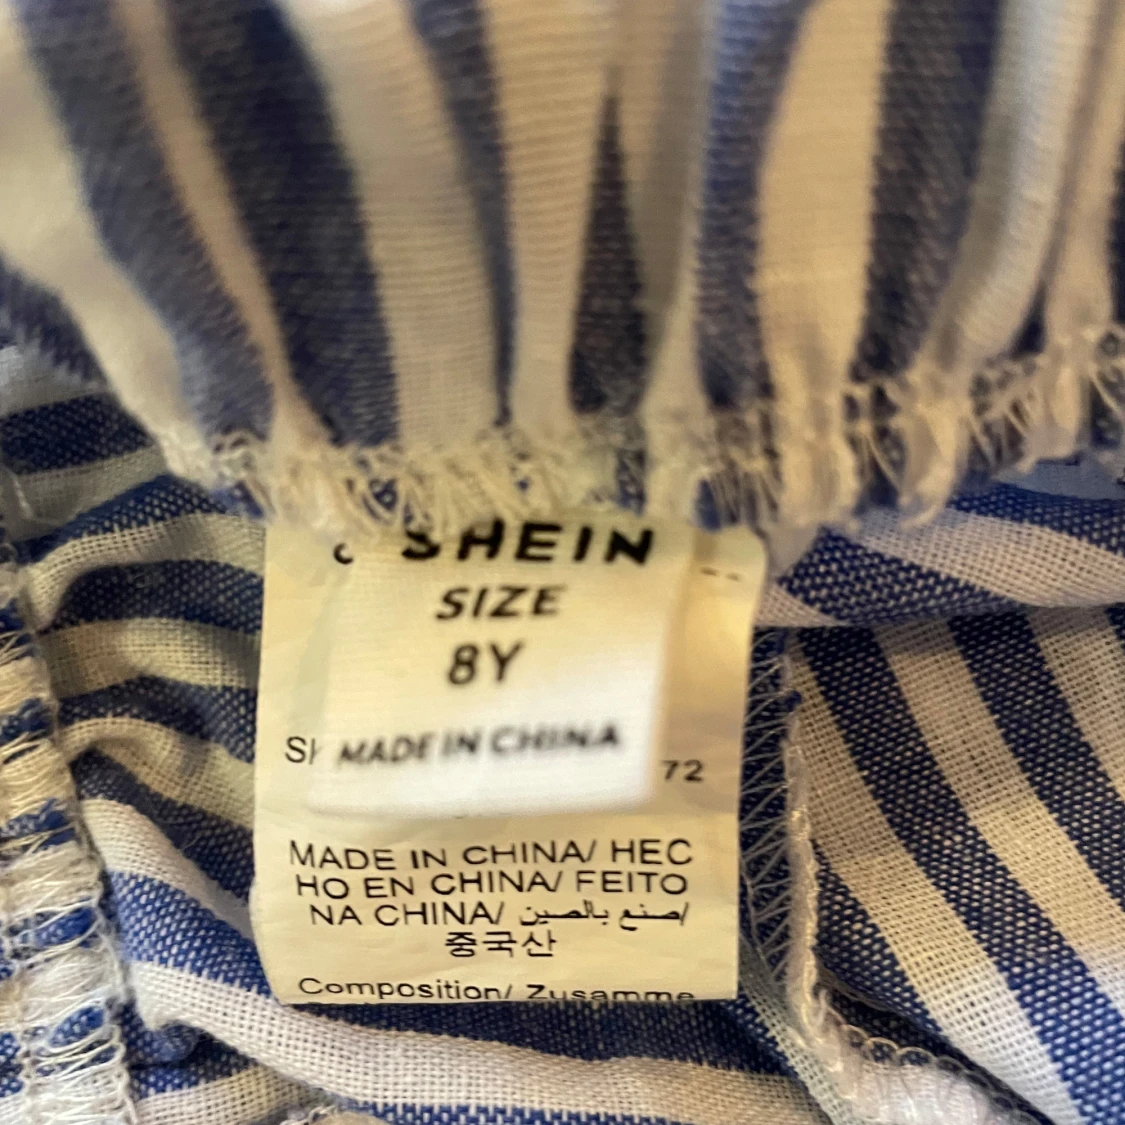 SHEIN
SIZE
8Y
MADE IN CHINA
72
MADE IN CHINA/ HEC
HO EN CHINA/ FEITO
NA CHINA/ صنع بالصين/
중국산
Composition/ Zusamme